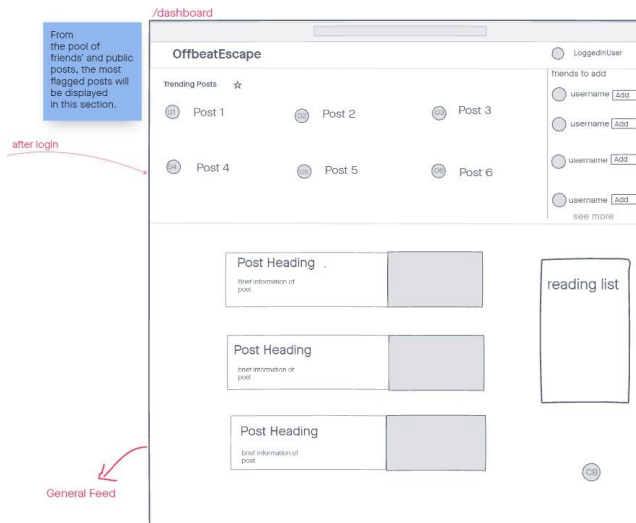 /dashboard
From
the pool of
friends' and public
posts, the most
flagged posts will
be displayed
in this section.
OffbeatEscape
LoggedInUser
Trending Posts
friends to add
01 Post 1
02 Post 2
03 Post 3
username Add
username Add
after login
04 Post 4
05 Post 5
06 Post 6
username Add
username Add
see more
Post Heading
Brief information of
post
reading list
Post Heading
brief information of
post
Post Heading
brief information of
post
CB
General Feed